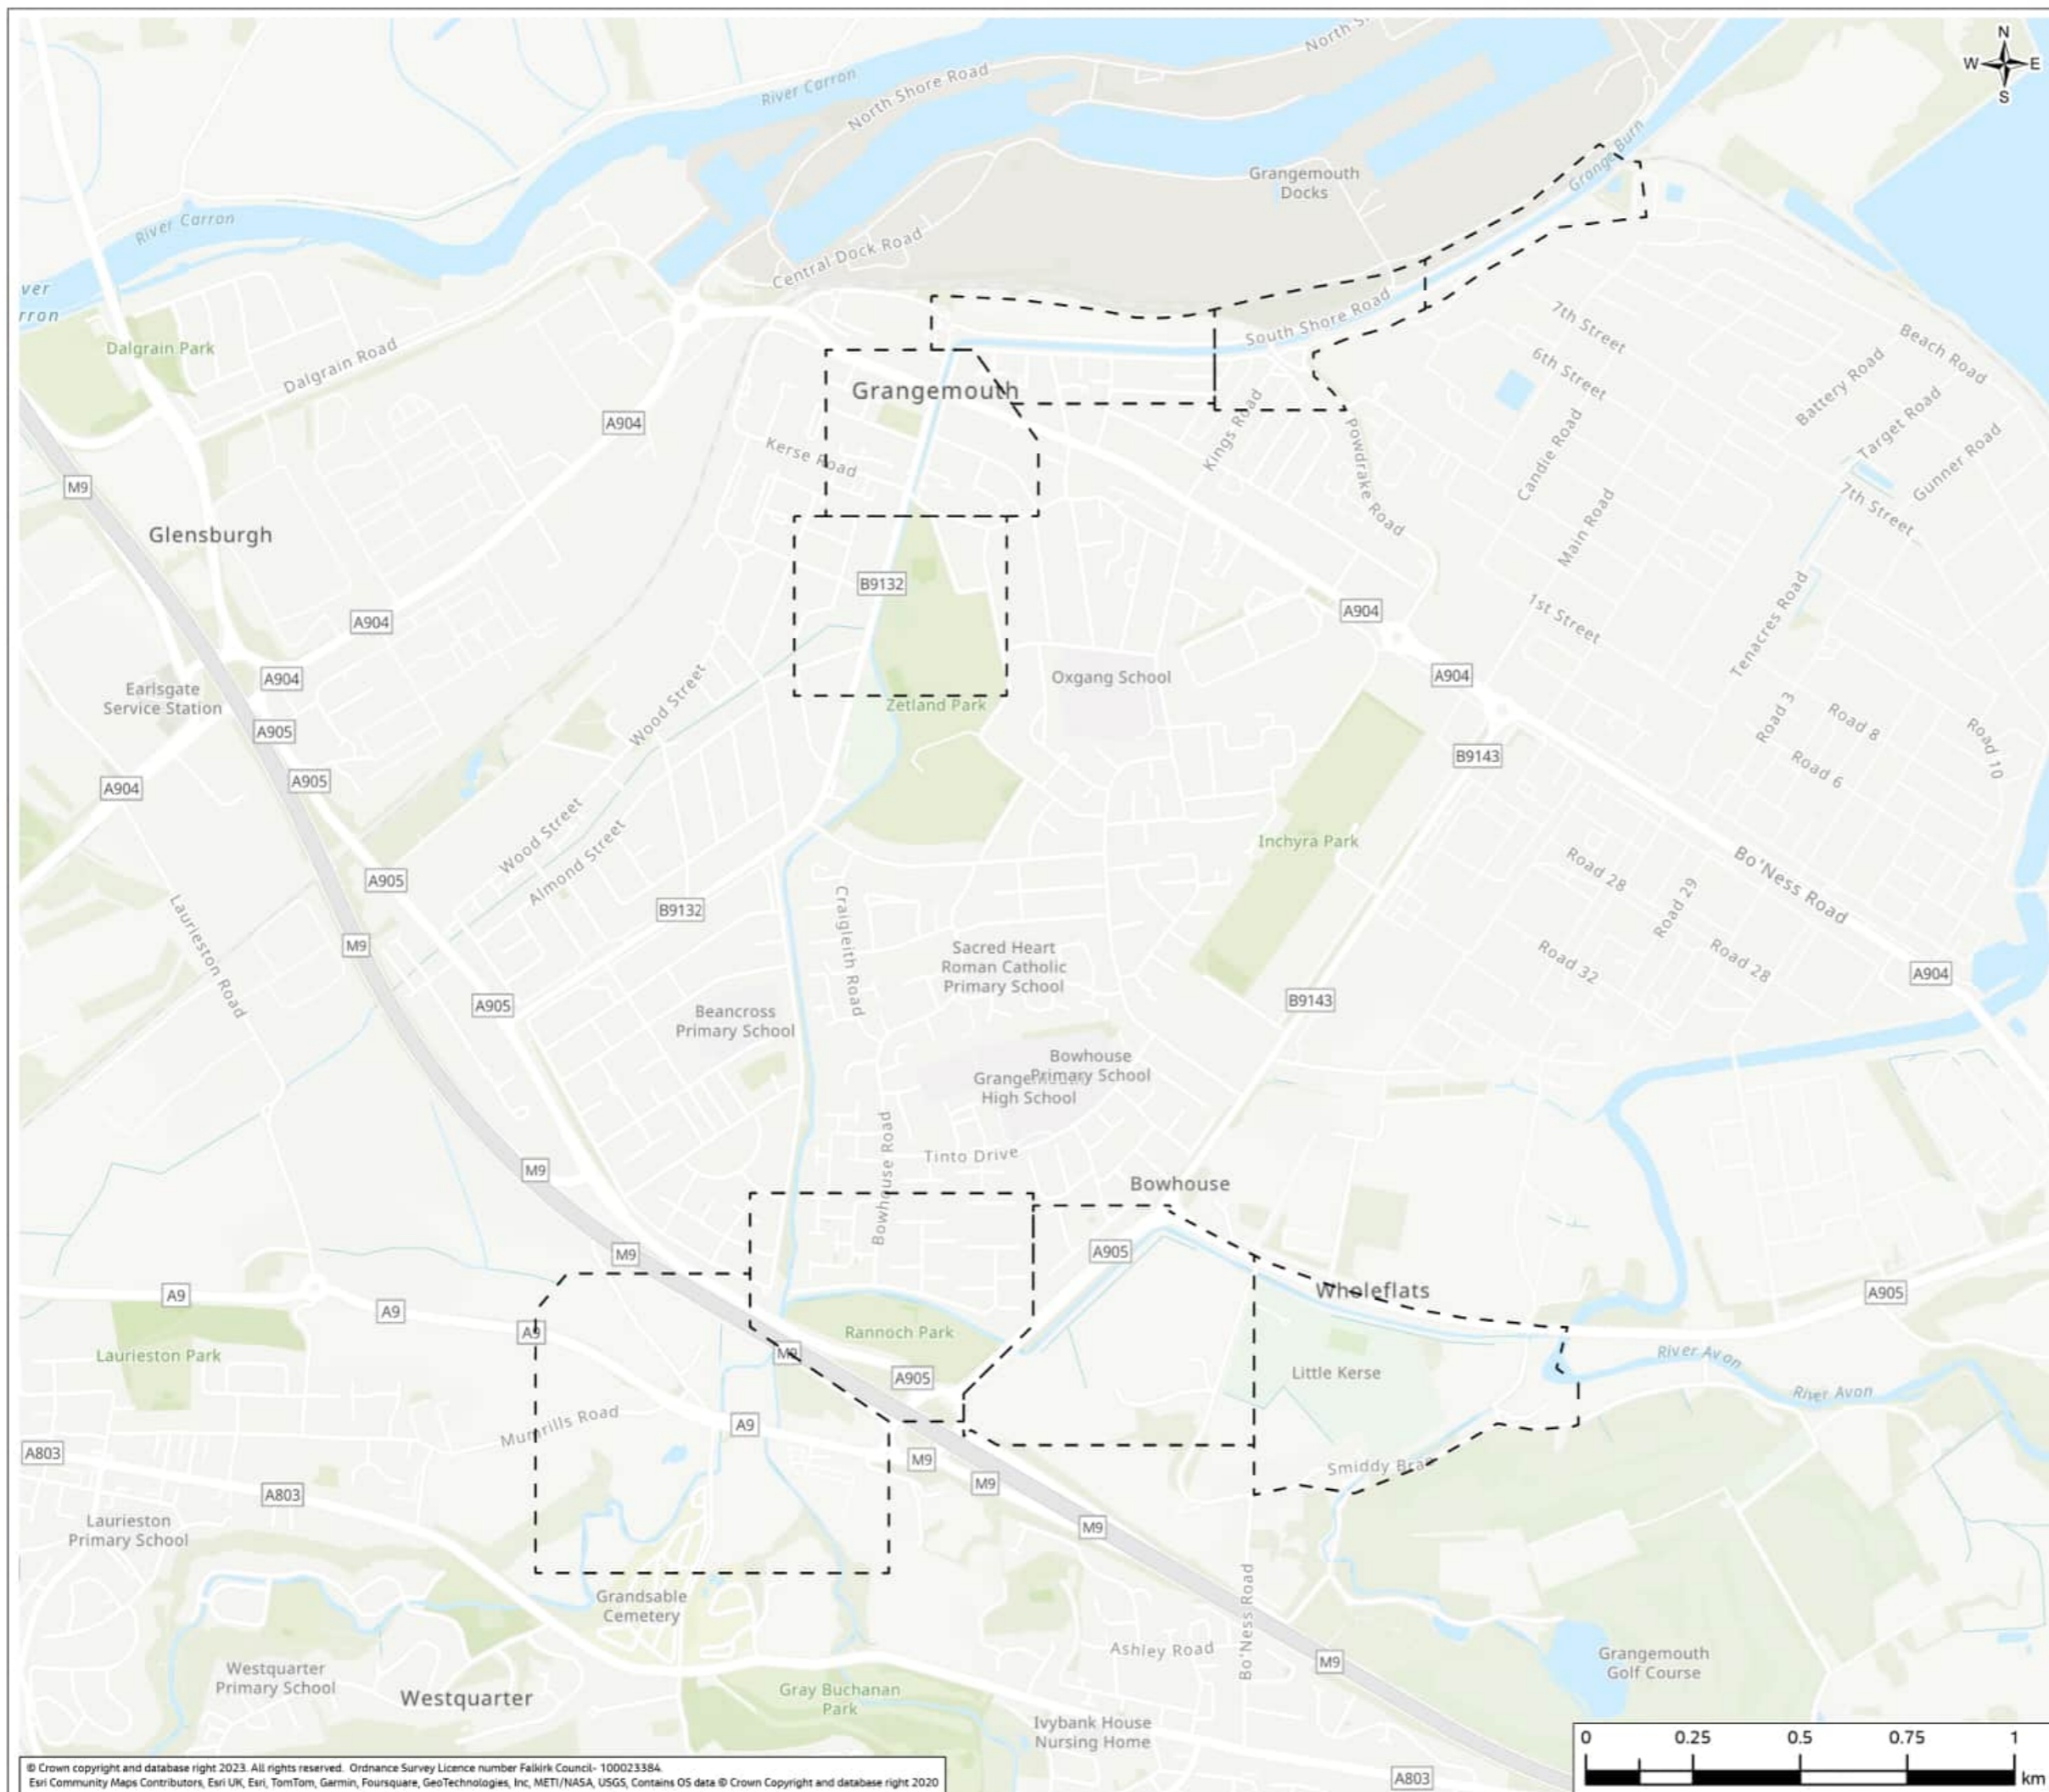 North S
N
W
E
S
River Carron
North Shore Road
Grange Burn
Grangemouth
Docks
River Carron
Central Dock Road
ver
rron
South Shore Road
7th Street
Beach Road
Dalgrain Park
Dalgrain Road
6th Street
Battery Road
Grangemouth
Kings Road
Target Road
A904
Powdrake Road
Candle Road
Gunner Road
Kerse Road
M9
7th Street
Main Road
Glensburgh
B9132
A904
1st Street
Tenacres Road
A904
A904
Oxgang School
A904
Earlsgate
Service Station
Wood Street
Zetland Park
Road 3
Road 8
A905
Road 10
B9143
A905
Road 6
A904
Wood Street
Inchyra Park
Almond Street
A905
Road 28
Bo'Ness Road
Laurieston Road
B9132
Craigleith Road
Road 29
M9
Sacred Heart
Roman Catholic
Primary School
Road 32
Road 28
A904
A905
B9143
Beancross
Primary School
Bowhouse
Primary School
Grangemouth
High School
Bowhouse Road
Tinto Drive
M9
Bowhouse
M9
A905
A9
Wholeflats
A905
A9
A9
Rannoch Park
M9
Laurieston Park
River Avon
Little Kerse
A905
River Avon
Mumrills Road
A9
A803
M9
Smiddy Brae
M9
A803
Laurieston
Primary School
M9
Grandsable
Cemetery
Bo'Ness Road
Ashley Road
M9
Grangemouth
Golf Course
Westquarter
Primary School
Westquarter
Gray Buchanan
Park
Ivybank House
Nursing Home
0 0.25 0.5 0.75 1
km
A803
© Crown copyright and database right 2023. All rights reserved. Ordnance Survey Licence number Falkirk Council- 100023384.
Esri Community Maps Contributors, Esri UK, Esri, TomTom, Garmin, Foursquare, GeoTechnologies, Inc, METI/NASA, USGS, Contains OS data © Crown Copyright and database right 2020